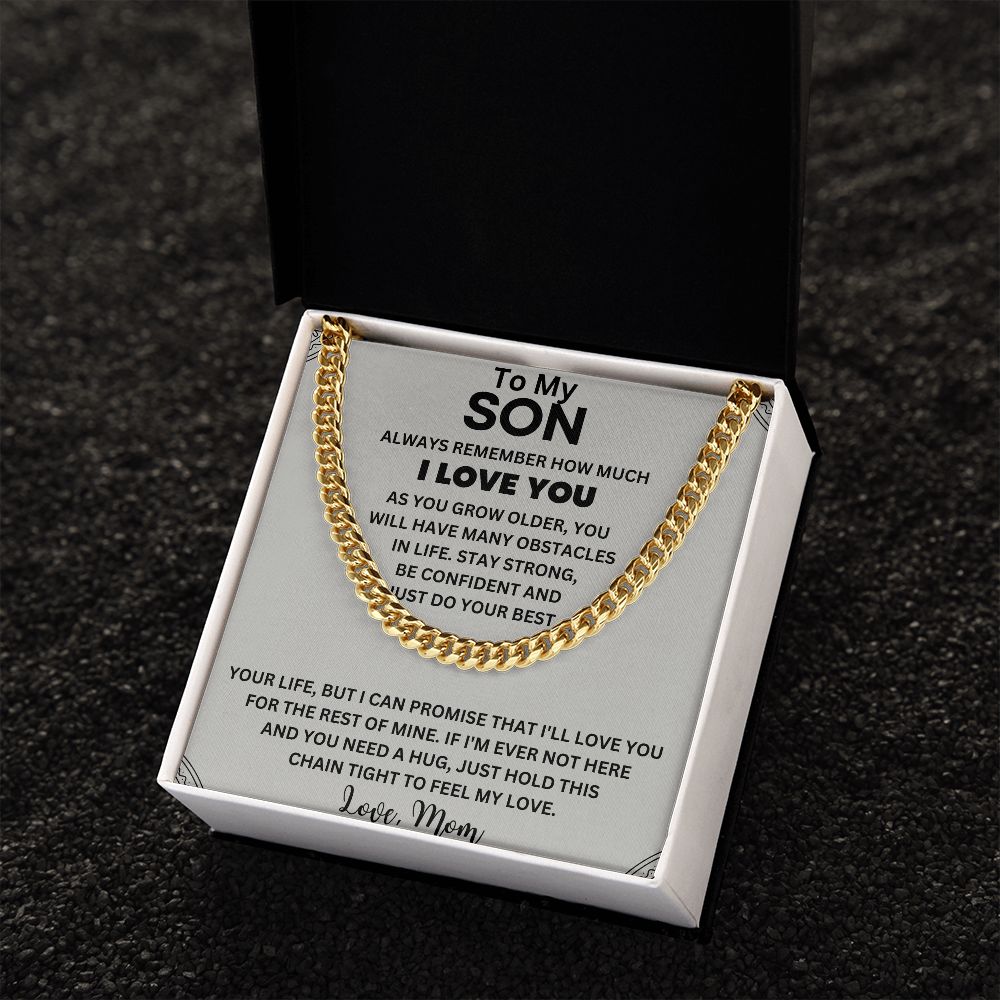 To My
SON
ALWAYS REMEMBER HOW MUCH
I LOVE YOU
AS YOU GROW OLDER, YOU
WILL HAVE MANY OBSTACLES
IN LIFE. STAY STRONG,
BE CONFIDENT AND
JUST DO YOUR BEST
YOUR LIFE, BUT I CAN PROMISE THAT I'LL LOVE YOU
FOR THE REST OF MINE. IF I'M EVER NOT HERE
AND YOU NEED A HUG, JUST HOLD THIS
CHAIN TIGHT TO FEEL MY LOVE.
Love, Mom